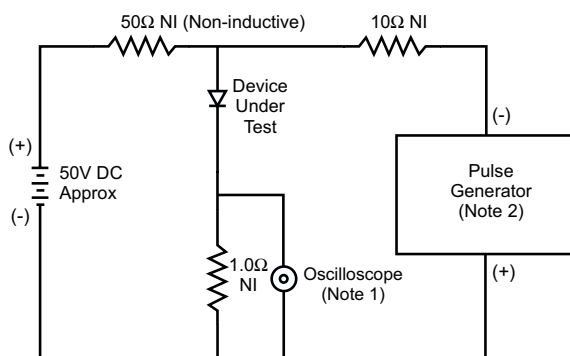 50Ω NI (Non-inductive)
10Ω NI
Device
Under
Test
(+)
50V DC
Approx
(-)
(-)
Pulse
Generator
(Note 2)
(+)
1.0Ω
NI
Oscilloscope
(Note 1)